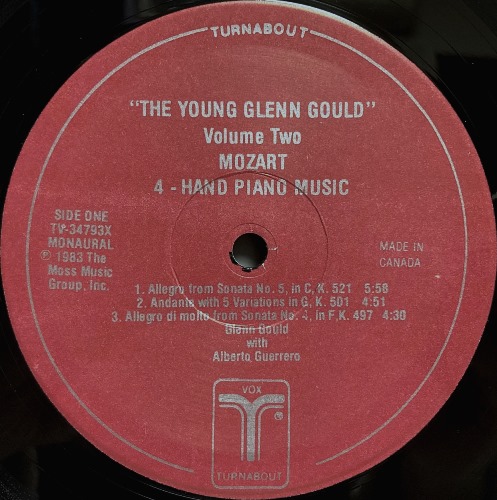 TURNABOUT
"THE YOUNG GLENN GOULD"
Volume Two
MOZART
4 - HAND PIANO MUSIC
SIDE ONE
TV-34793X
MONAURAL
Ⓟ 1983 The
Moss Music
Group, Inc.
MADE IN
CANADA
1. Allegro from Sonata No. 5, in C, K. 521 5:58
2. Andante with 5 Variations in G, K. 501 4:51
3. Allegro di molto from Sonata No. 4, in F, K. 497 4:30
Glenn Gould
with
Alberto Guerrero
VOX
TURNABOUT